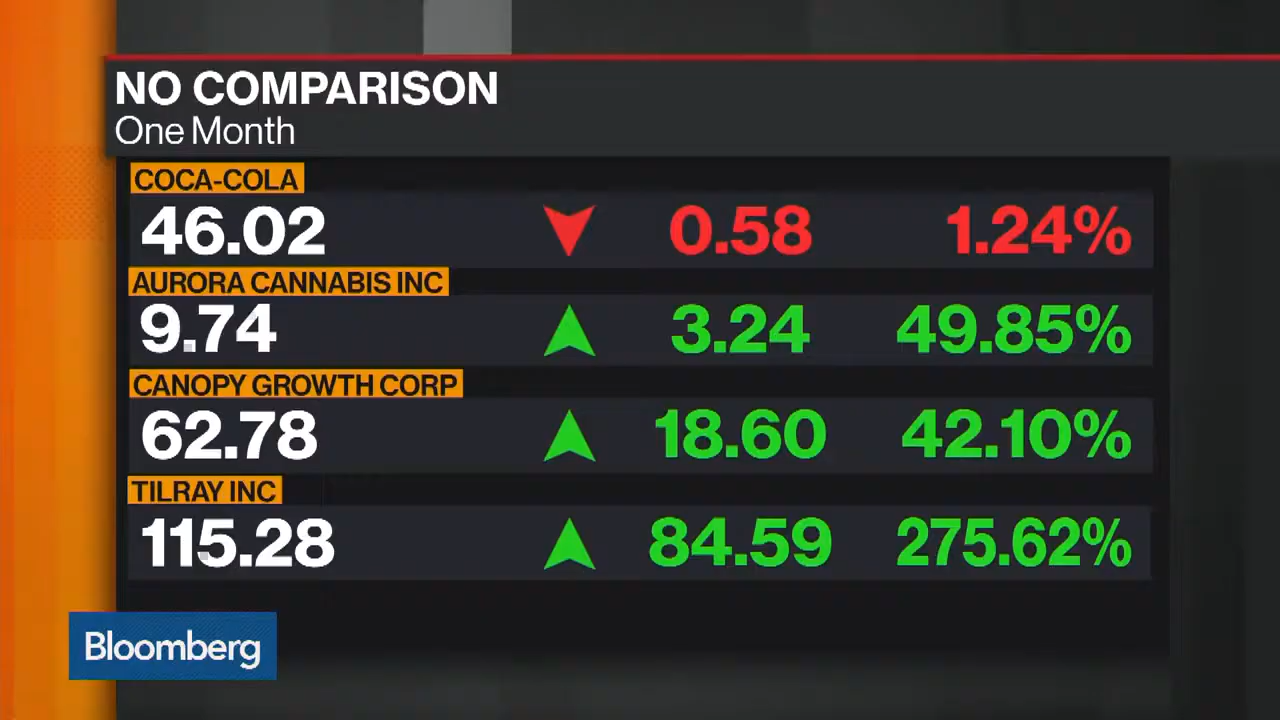 NO COMPARISON
One Month
COCA-COLA
46.02 ▼ 0.58 1.24%
AURORA CANNABIS INC
9.74 ▲ 3.24 49.85%
CANOPY GROWTH CORP
62.78 ▲ 18.60 42.10%
TILRAY INC
115.28 ▲ 84.59 275.62%
Bloomberg